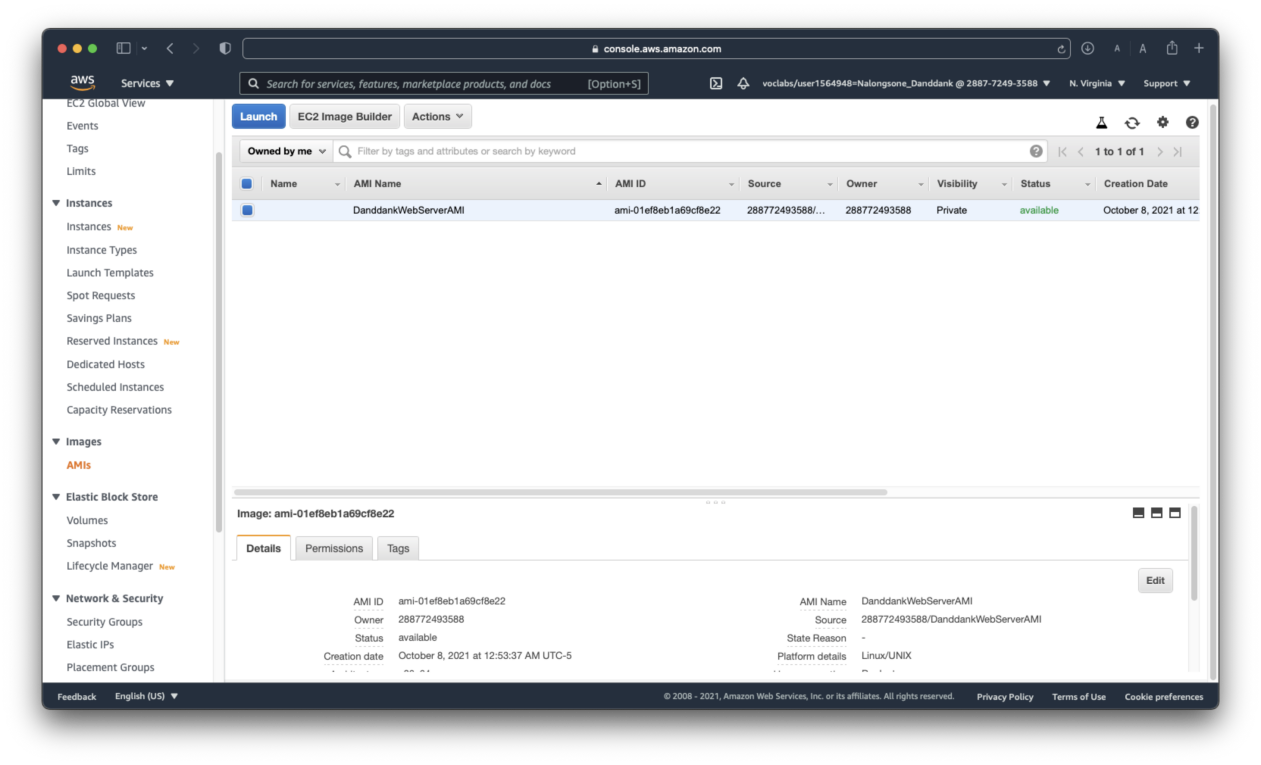 console.aws.amazon.com
A A
aws Services Search for services, features, marketplace products, and docs [Option+S] voclabs/user1564948=Nalongsone_Danddank @ 2887-7249-3588 N. Virginia Support
EC2 Global View
Events
Tags
Limits
Instances
Instances New
Instance Types
Launch Templates
Spot Requests
Savings Plans
Reserved Instances New
Dedicated Hosts
Scheduled Instances
Capacity Reservations
Images
AMIs
Elastic Block Store
Volumes
Snapshots
Lifecycle Manager New
Network & Security
Security Groups
Elastic IPs
Placement Groups
Launch EC2 Image Builder Actions
Owned by me Filter by tags and attributes or search by keyword 1 to 1 of 1
Name AMI Name AMI ID Source Owner Visibility Status Creation Date
DanddankWebServerAMI ami-01ef8eb1a69cf8e22 288772493588/... 288772493588 Private available October 8, 2021 at 12
Image: ami-01ef8eb1a69cf8e22
Details Permissions Tags
Edit
AMI ID ami-01ef8eb1a69cf8e22 AMI Name DanddankWebServerAMI
Owner 288772493588 Source 288772493588/DanddankWebServerAMI
Status available State Reason -
Creation date October 8, 2021 at 12:53:37 AM UTC-5 Platform details Linux/UNIX
Feedback English (US) © 2008 - 2021, Amazon Web Services, Inc. or its affiliates. All rights reserved. Privacy Policy Terms of Use Cookie preferences